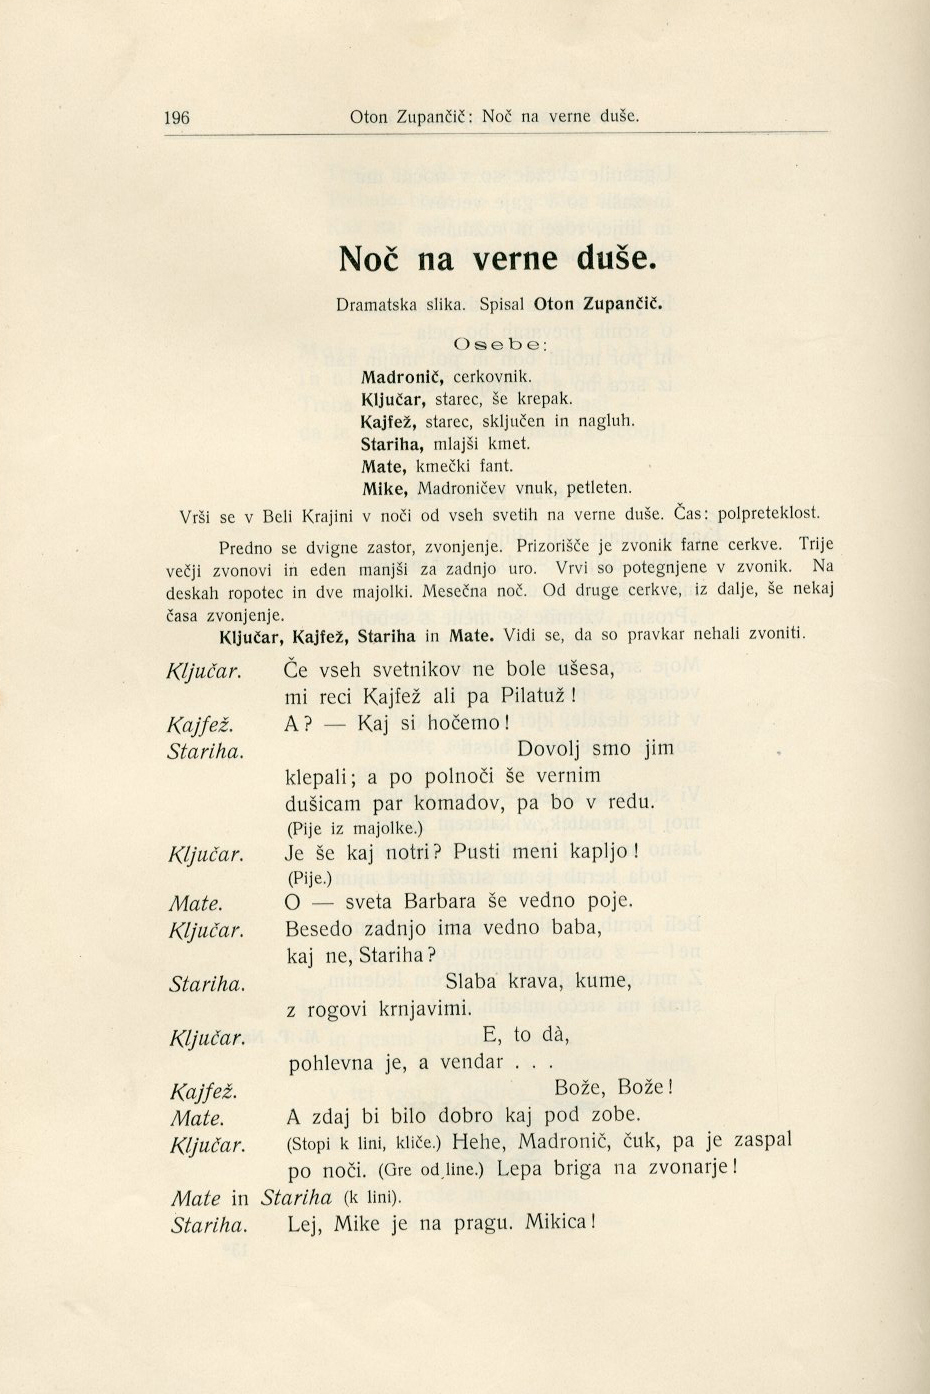 196
Oton Zupančič: Noč na verne duše.
Noč na verne duše.
Dramatska slika. Spisal Oton Zupančič.
Osebe:
Madronič, cerkovnik.
Ključar, starec, še krepak.
Kajfež, starec, sključen in nagluh.
Stariha, mlajši kmet.
Mate, kmečki fant.
Mike, Madroničev vnuk, petleten.
Vrši se v Beli Krajini v noči od vseh svetih na verne duše. Čas: polpreteklost.
Predno se dvigne zastor, zvonjenje. Prizorišče je zvonik farne cerkve. Trije
večji zvonovi in eden manjši za zadnjo uro. Vrvi so potegnjene v zvonik. Na
deskah ropotec in dve majolki. Mesečna noč. Od druge cerkve, iz dalje, še nekaj
časa zvonjenje.
Ključar, Kajfež, Stariha in Mate. Vidi se, da so pravkar nehali zvoniti.
Ključar. Če vseh svetnikov ne bole ušesa,
mi reci Kajfež ali pa Pilatuž!
Kajfež. A? — Kaj si hočemo!
Stariha. Dovolj smo jim
klepali; a po polnoči še vernim
dušicam par komadov, pa bo v redu.
(Pije iz majolke.)
Ključar. Je še kaj notri? Pusti meni kapljo!
(Pije.)
Mate. O — sveta Barbara še vedno poje.
Ključar. Besedo zadnjo ima vedno baba,
kaj ne, Stariha?
Stariha. Slaba krava, kume,
z rogovi krnjavimi.
Ključar. E, to dà,
pohlevna je, a vendar . . .
Kajfež. Bože, Bože!
Mate. A zdaj bi bilo dobro kaj pod zobe.
Ključar. (Stopi k lini, kliče.) Hehe, Madronič, čuk, pa je zaspal
po noči. (Gre od line.) Lepa briga na zvonarje!
Mate in Stariha (k lini).
Stariha. Lej, Mike je na pragu. Mikica!